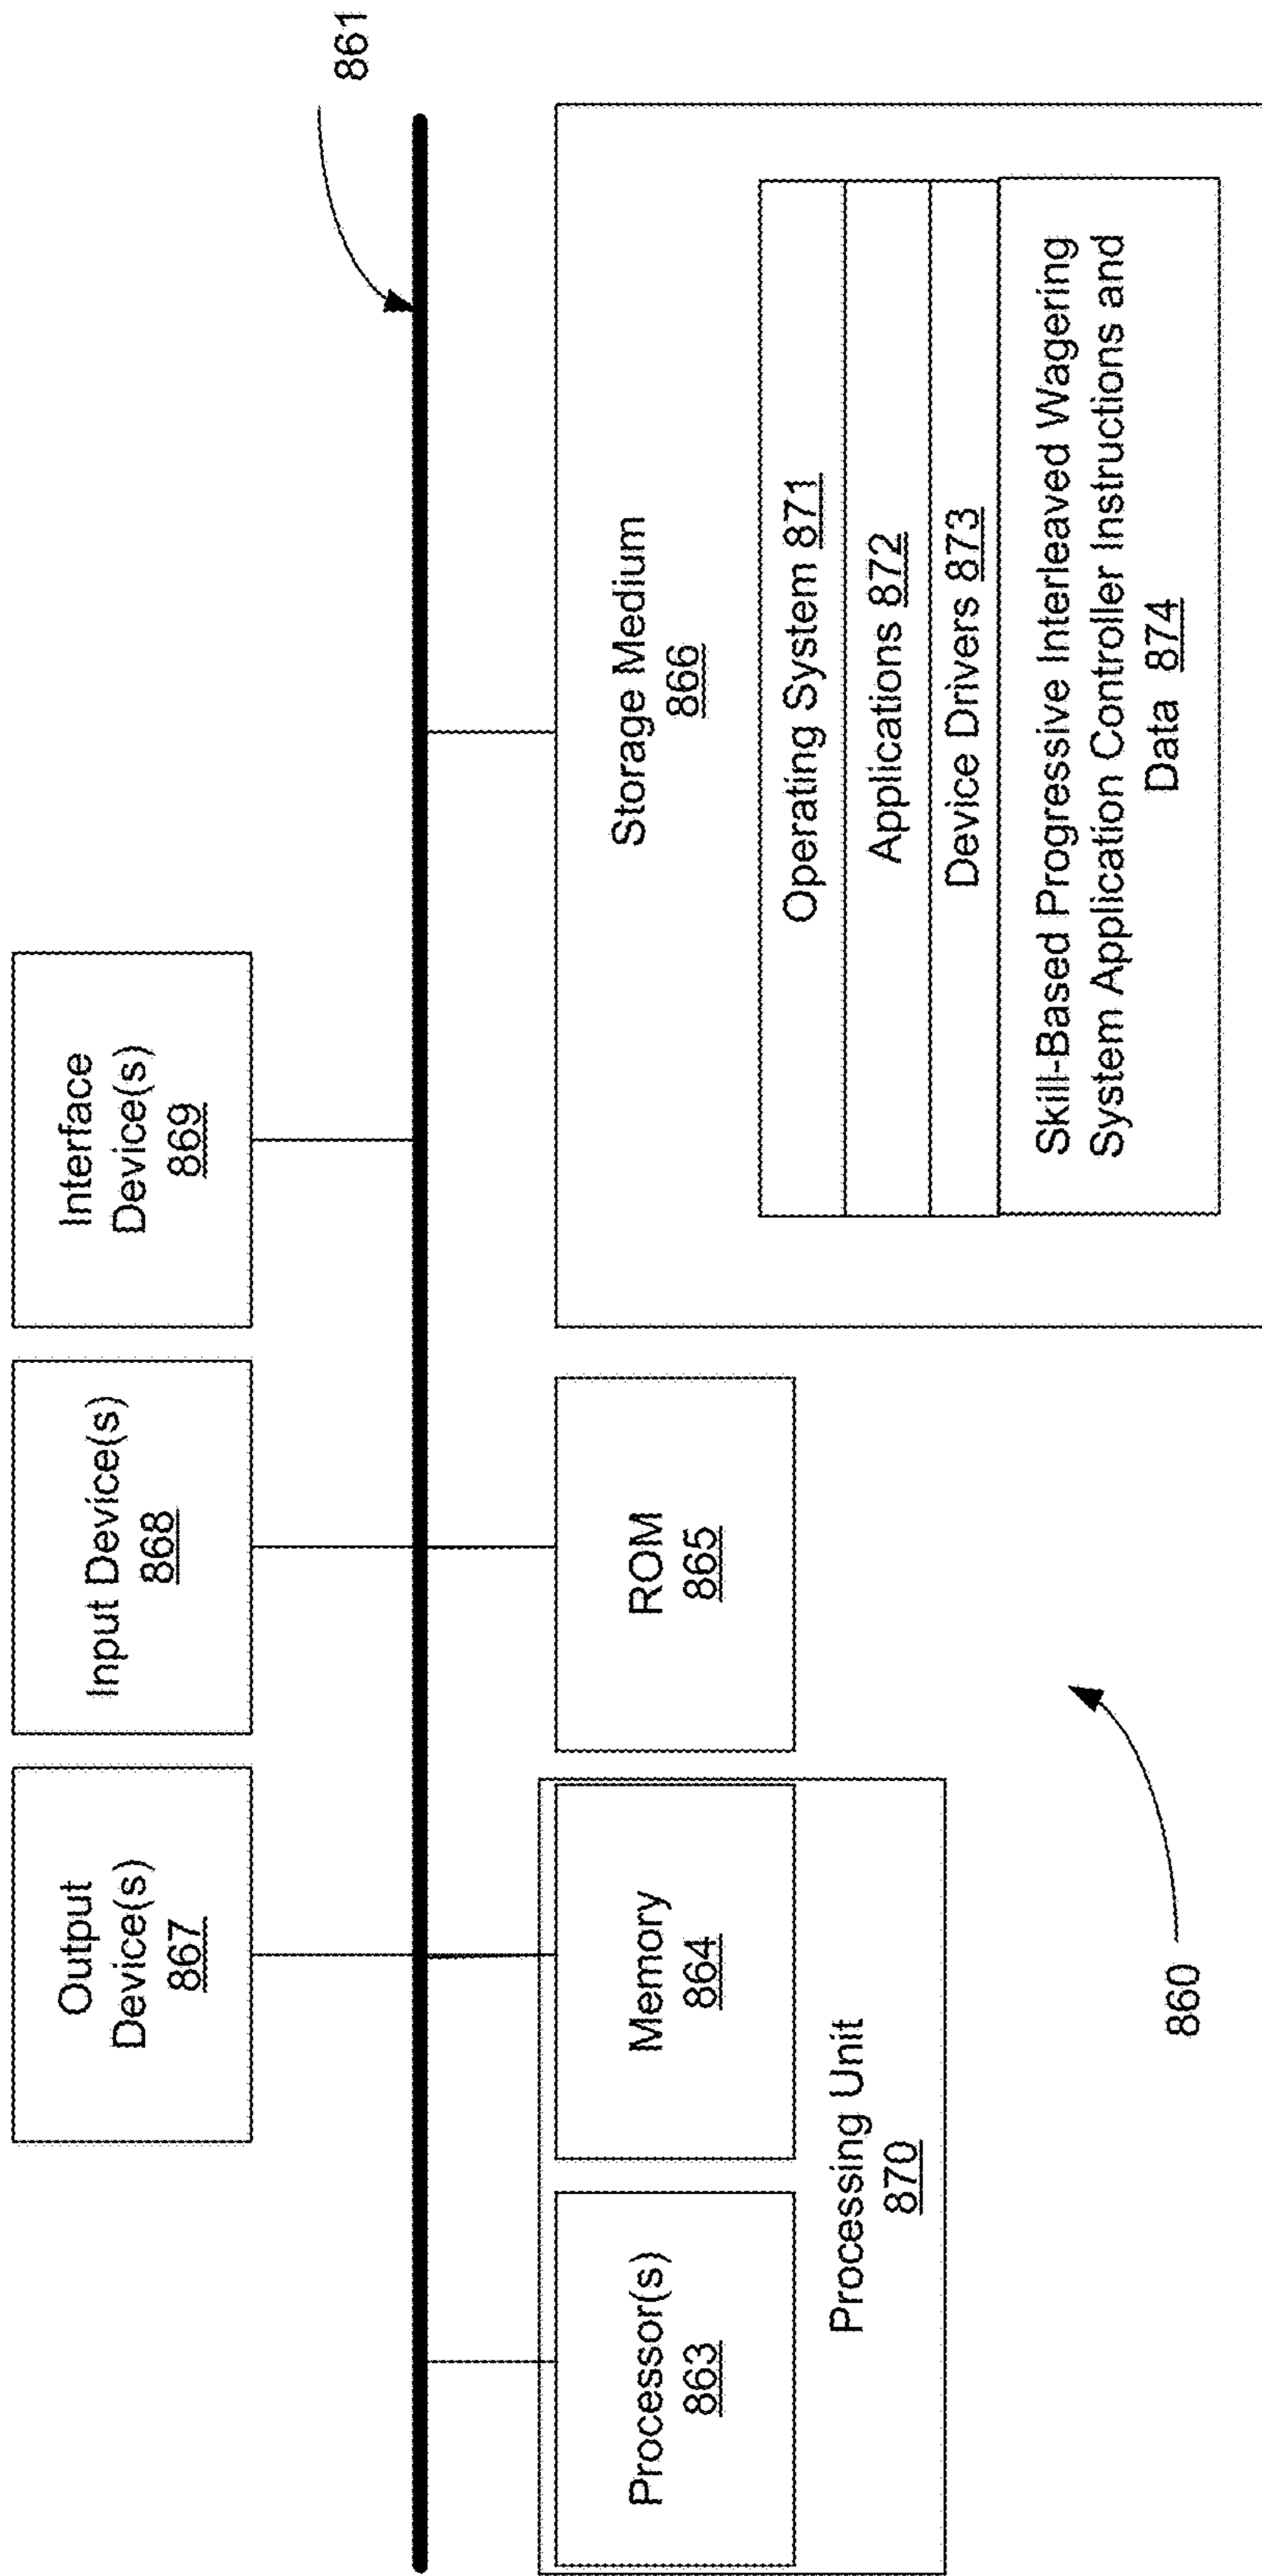 861
Output
Device(s)
867
Input Device(s)
868
Interface
Device(s)
869
Processor(s)
863
Memory
864
Processing Unit
870
ROM
865
Storage Medium
866
Operating System 871
Applications 872
Device Drivers 873
Skill-Based Progressive Interleaved Wagering
System Application Controller Instructions and
Data 874
860